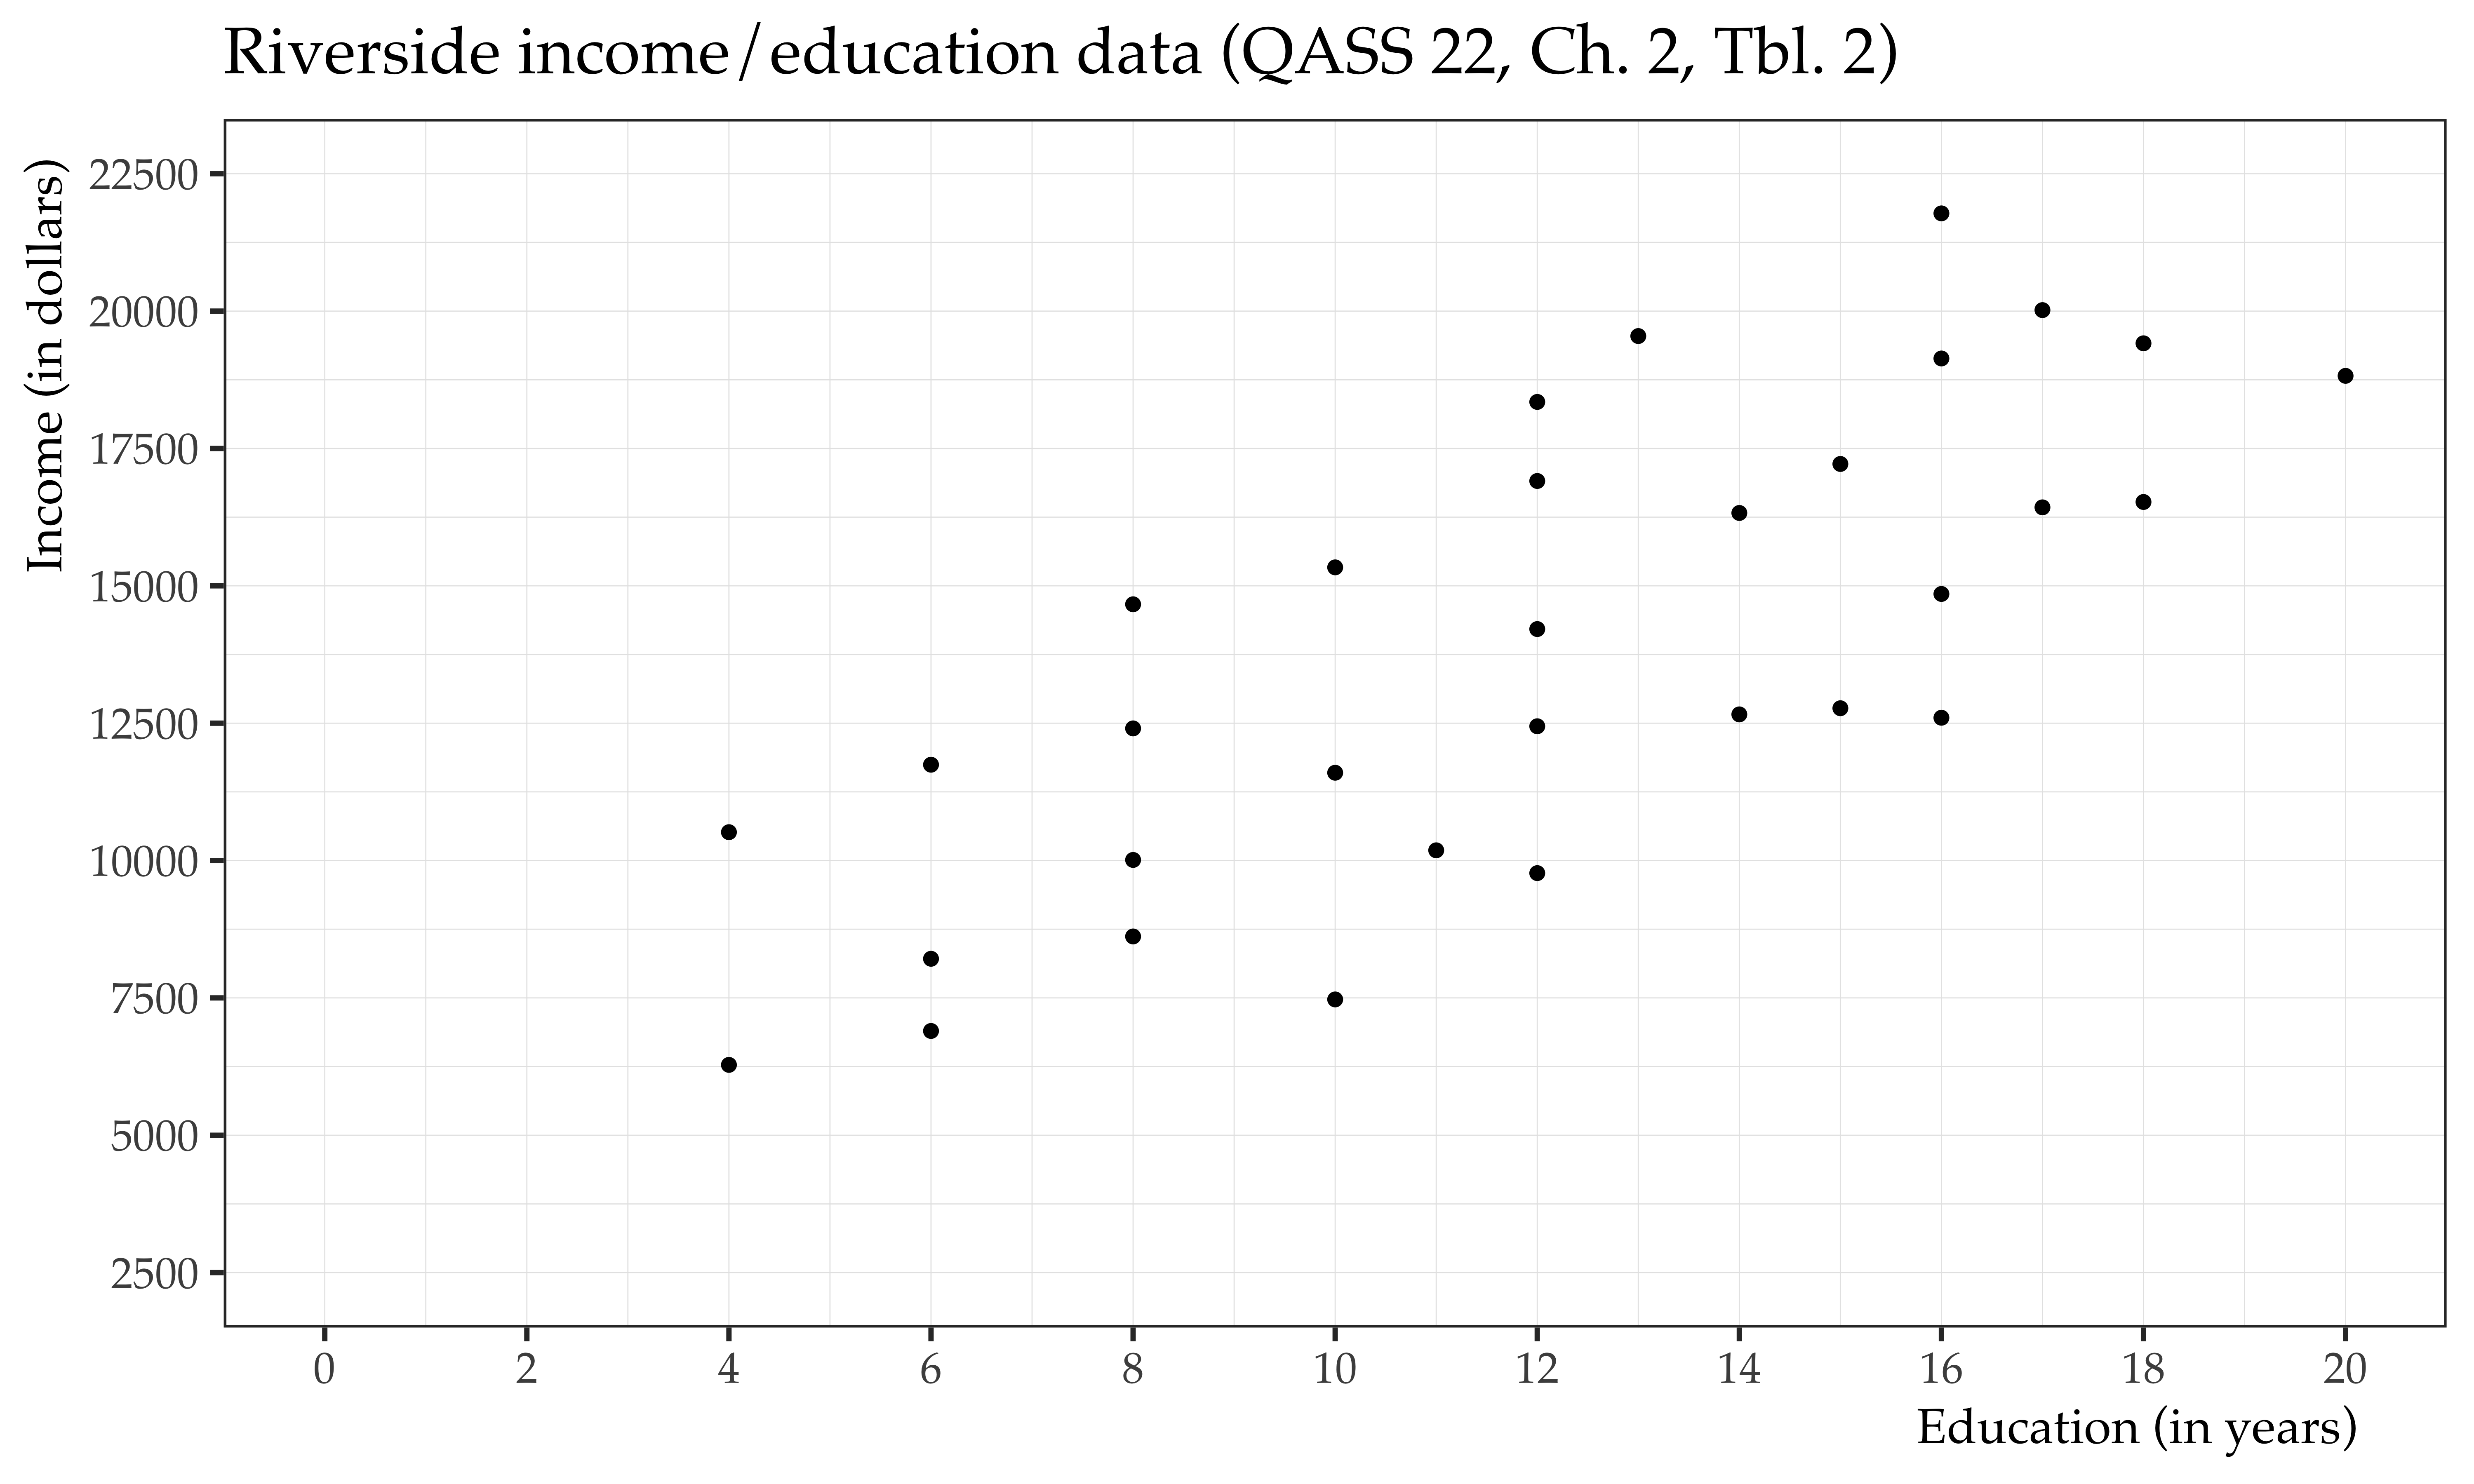 Riverside income/education data (QASS 22, Ch. 2, Tbl. 2)
Income (in dollars)
22500
20000
17500
15000
12500
10000
7500
5000
2500
0 2 4 6 8 10 12 14 16 18 20
Education (in years)